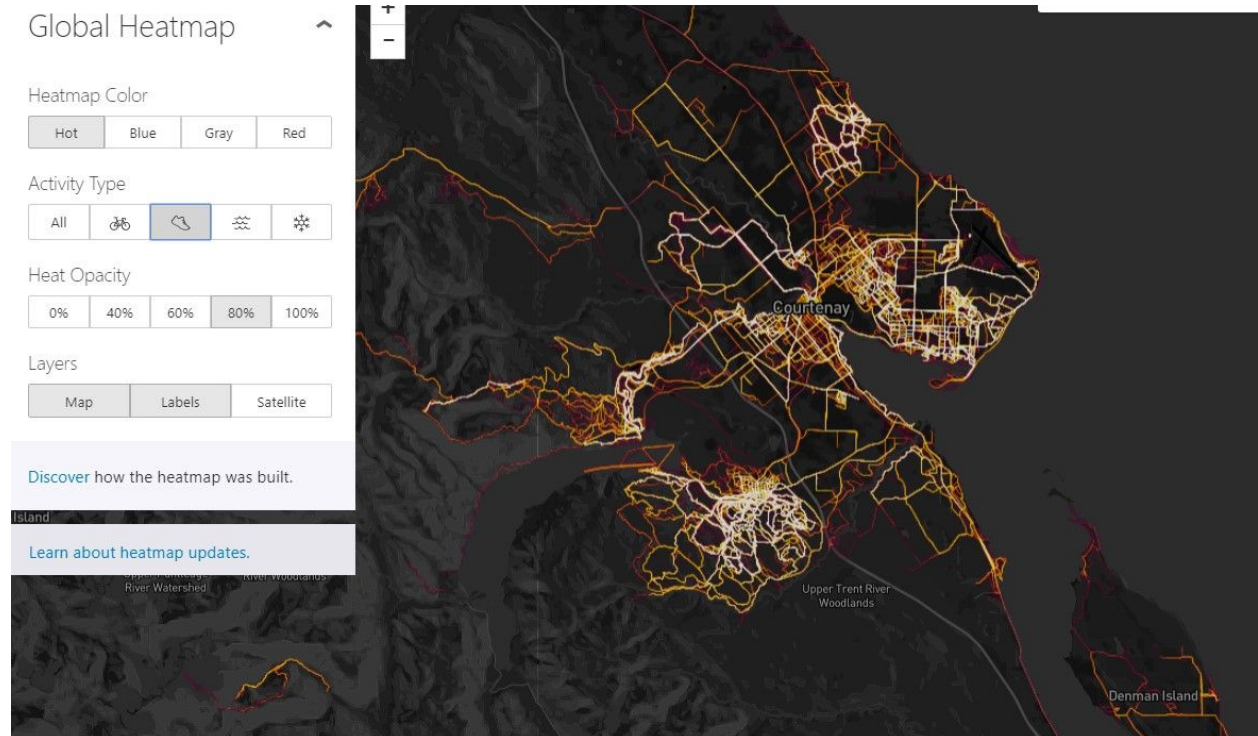 Global Heatmap
Heatmap Color
Hot Blue Gray Red
Activity Type
All
Heat Opacity
0% 40% 60% 80% 100%
Layers
Map Labels Satellite
Discover how the heatmap was built.
Island
Learn about heatmap updates.
River Watershed
River Woodlands
+
-
Courtenay
Upper Trent River
Woodlands
Denman Island